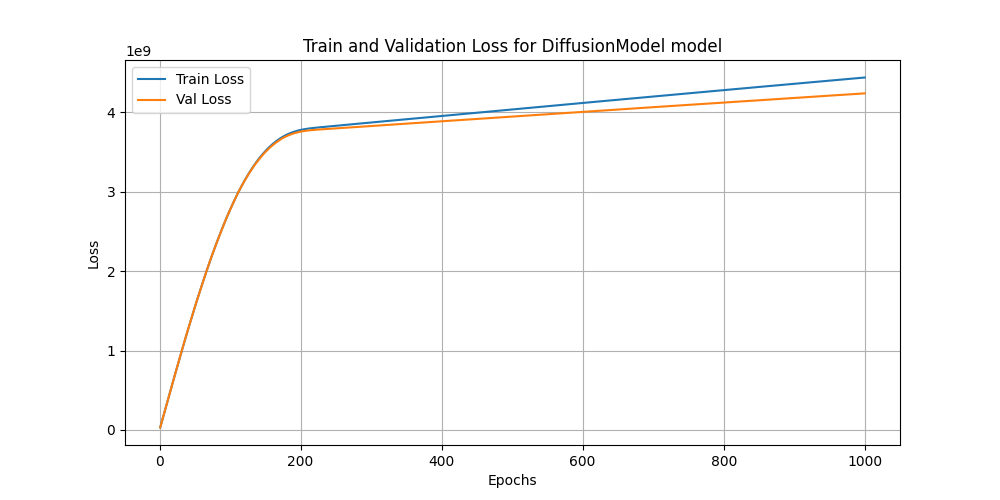 Train and Validation Loss for DiffusionModel model
1e9
Train Loss
Val Loss
4
3
2
1
0
Loss
0 200 400 600 800 1000
Epochs